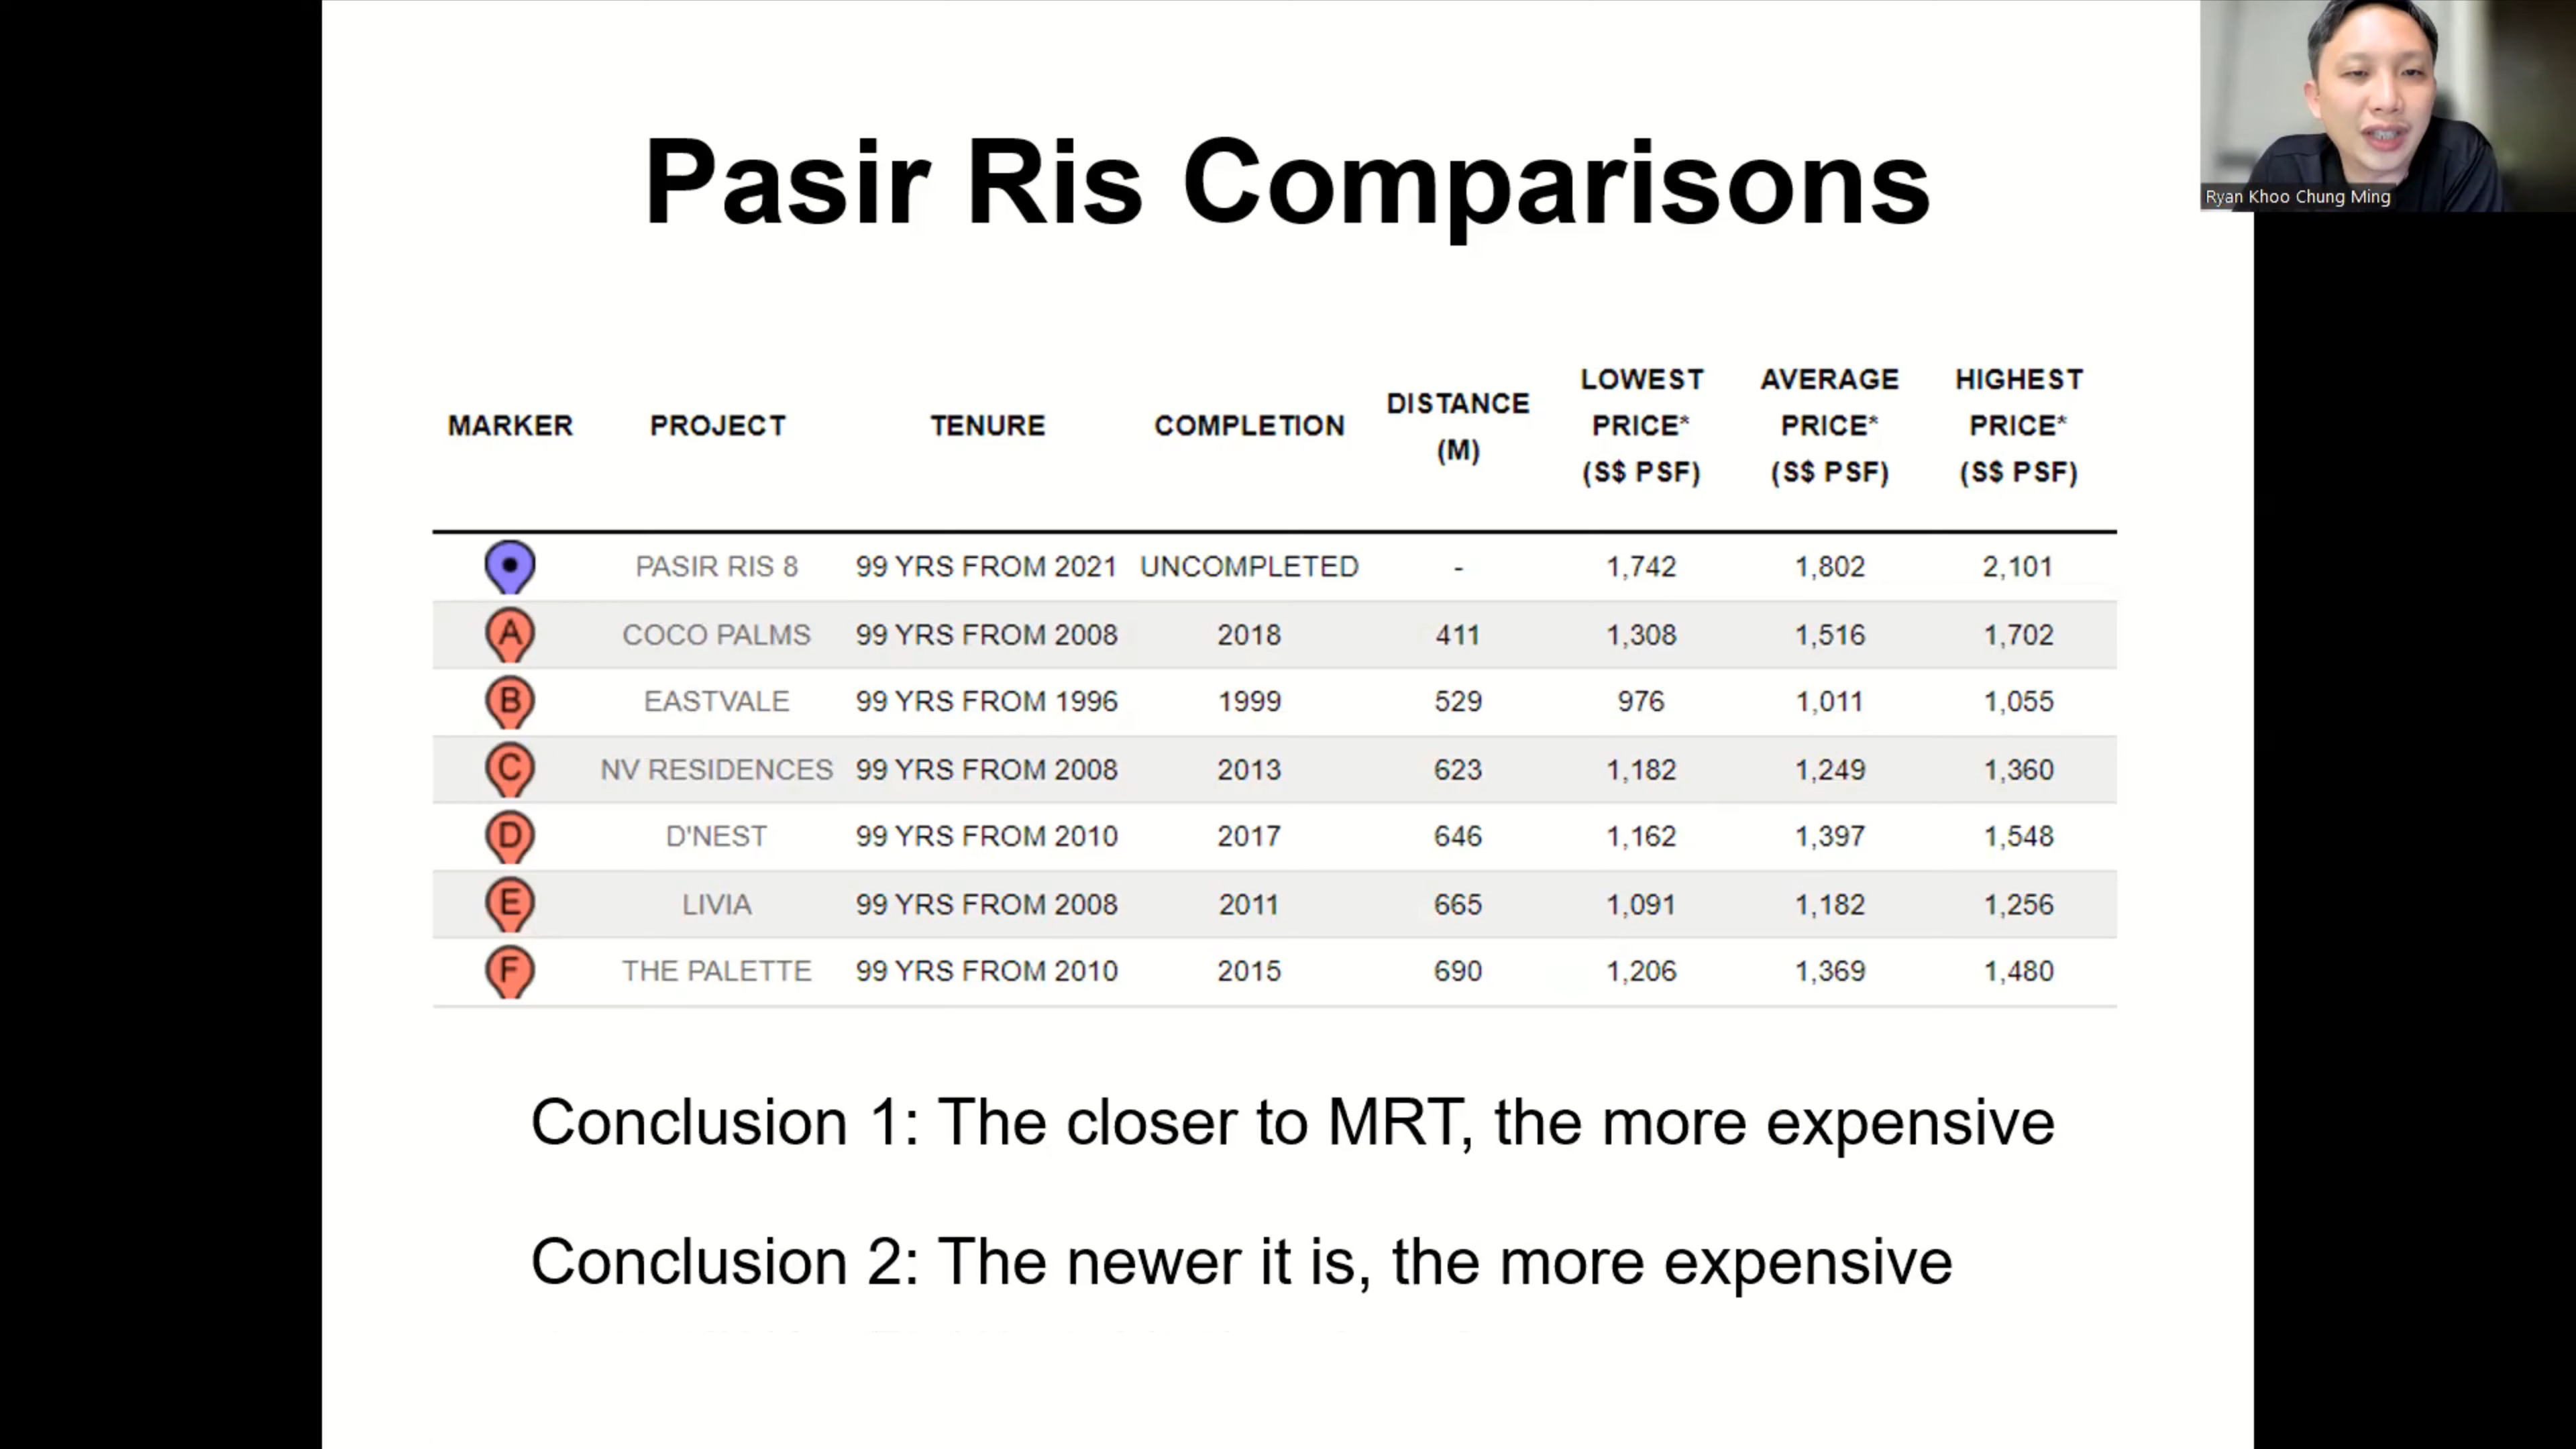 Ryan Khoo Chung Ming
Pasir Ris Comparisons
MARKER PROJECT TENURE COMPLETION DISTANCE (M) LOWEST PRICE* (S$ PSF) AVERAGE PRICE* (S$ PSF) HIGHEST PRICE* (S$ PSF)
PASIR RIS 8 99 YRS FROM 2021 UNCOMPLETED - 1,742 1,802 2,101
A COCO PALMS 99 YRS FROM 2008 2018 411 1,308 1,516 1,702
B EASTVALE 99 YRS FROM 1996 1999 529 976 1,011 1,055
C NV RESIDENCES 99 YRS FROM 2008 2013 623 1,182 1,249 1,360
D D'NEST 99 YRS FROM 2010 2017 646 1,162 1,397 1,548
E LIVIA 99 YRS FROM 2008 2011 665 1,091 1,182 1,256
F THE PALETTE 99 YRS FROM 2010 2015 690 1,206 1,369 1,480
Conclusion 1: The closer to MRT, the more expensive
Conclusion 2: The newer it is, the more expensive